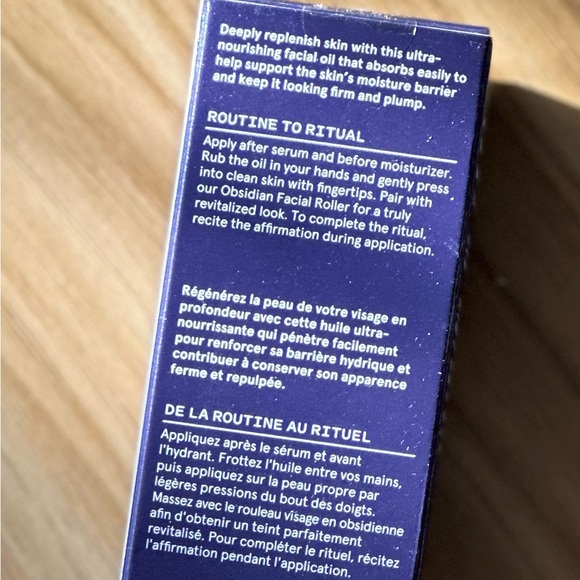 Deeply replenish skin with this ultra-
nourishing facial oil that absorbs easily to
help support the skin's moisture barrier
and keep it looking firm and plump.
ROUTINE TO RITUAL
Apply after serum and before moisturizer.
Rub the oil in your hands and gently press
into clean skin with fingertips. Pair with
our Obsidian Facial Roller for a truly
revitalized look. To complete the ritual,
recite the affirmation during application.
Régénérez la peau de votre visage en
profondeur avec cette huile ultra-
nourrissante qui pénètre facilement
pour renforcer sa barrière hydrique et
contribuer à conserver son apparence
ferme et repulpée.
DE LA ROUTINE AU RITUEL
Appliquez après le sérum et avant
l'hydrant. Frottez l'huile entre vos mains,
puis appliquez sur la peau propre par
légères pressions du bout des doigts.
Massez avec le rouleau visage en obsidienne
afin d'obtenir un teint parfaitement
revitalisé. Pour compléter le rituel, récitez
l'affirmation pendant l'application.